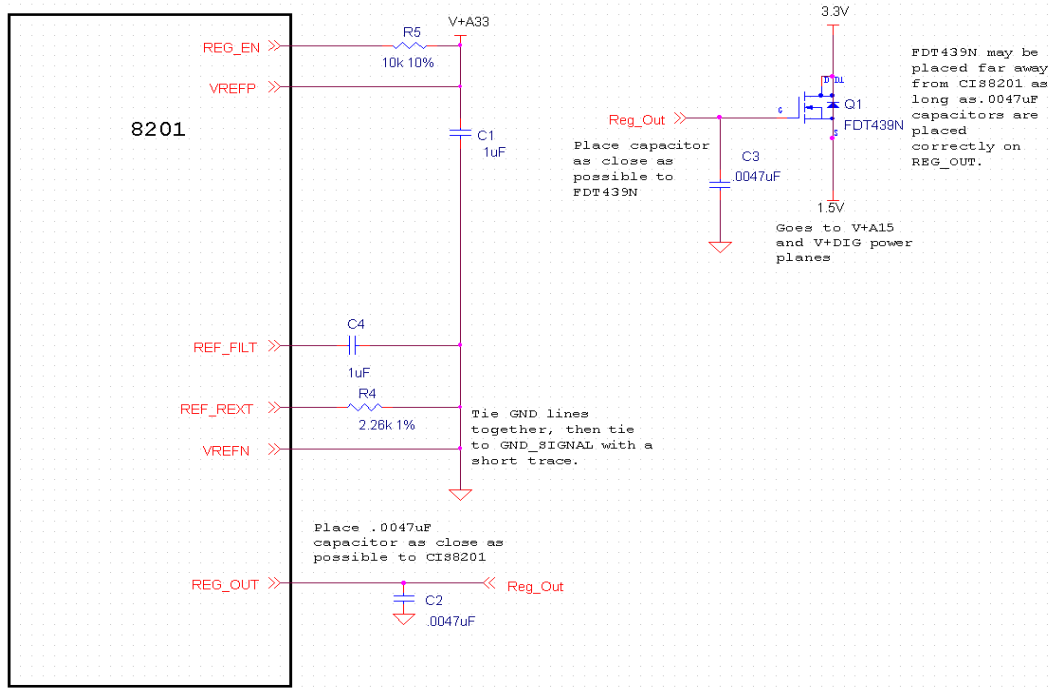 V+A33
3.3V
REG_EN
R5
10k 10%
VREFP
8201
C1
1uF
Reg_Out
Place capacitor
as close as
possible to
FDT439N
C3
.0047uF
G
D
D1
S
Q1
FDT439N
FDT439N may be
placed far away
from CIS8201 as
long as .0047uF
capacitors are
placed
correctly on
REG_OUT.
1.5V
Goes to V+A15
and V+DIG power
planes
REF_FILT
C4
1uF
REF_REXT
R4
2.26k 1%
VREFN
Tie GND lines
together, then tie
to GND_SIGNAL with a
short trace.
Place .0047uF
capacitor as close as
possible to CIS8201
REG_OUT
Reg_Out
C2
.0047uF